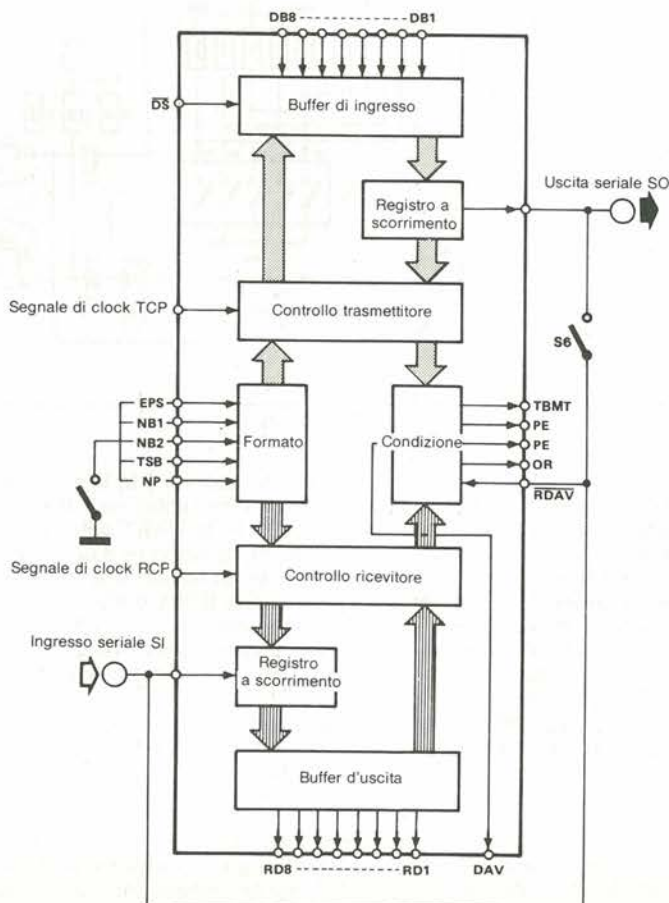 DB8 ------------ DB1
DS
Buffer di ingresso
Registro a
scorrimento
Uscita seriale SO
Segnale di clock TCP
Controllo trasmettitore
S6
EPS
NB1
NB2
TSB
NP
Formato
Condizione
TBMT
PE
PE
OR
RDAV
Segnale di clock RCP
Controllo ricevitore
Ingresso seriale SI
Registro
a scorrimento
Buffer d'uscita
RD8 ------------ RD1
DAV